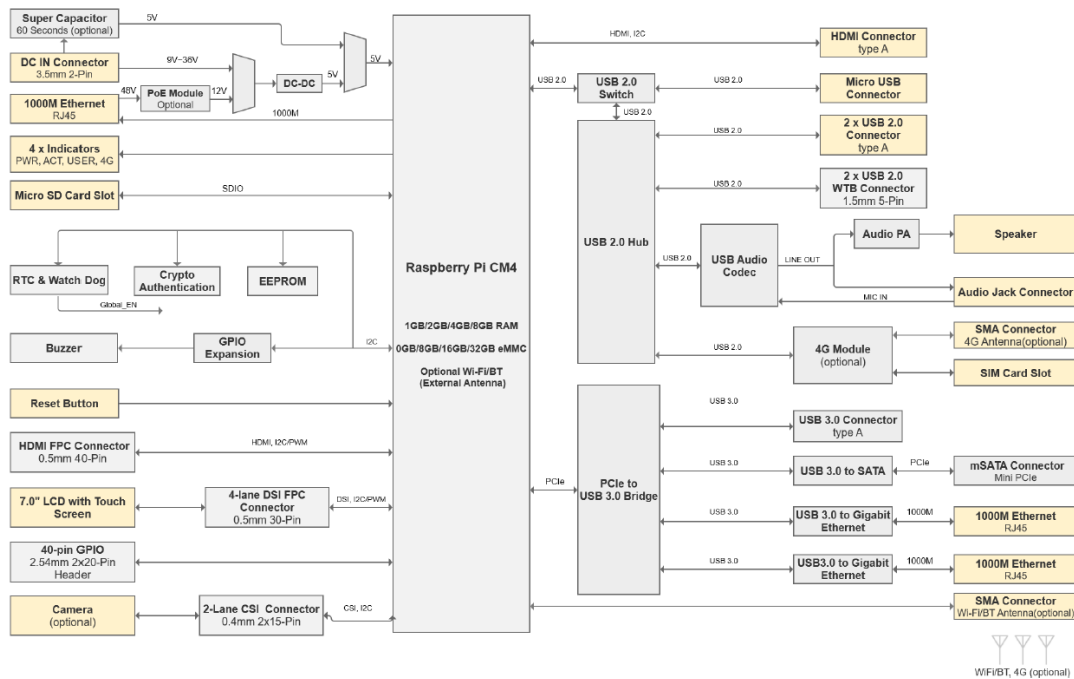 Super Capacitor
60 Seconds (optional)
5V
DC IN Connector
3.5mm 2-Pin
9V~36V
48V
PoE Module
Optional
12V
DC-DC
5V
5V
1000M Ethernet
RJ45
1000M
4 x Indicators
PWR, ACT, USER, 4G
Micro SD Card Slot
SDIO
RTC & Watch Dog
Crypto
Authentication
EEPROM
Global_EN
Buzzer
GPIO
Expansion
I2C
Reset Button
HDMI FPC Connector
0.5mm 40-Pin
HDMI, I2C/PWM
7.0" LCD with Touch
Screen
4-lane DSI FPC
Connector
0.5mm 30-Pin
DSI, I2C/PWM
40-pin GPIO
2.54mm 2x20-Pin
Header
Camera
(optional)
2-Lane CSI Connector
0.4mm 2x15-Pin
CSI, I2C
Raspberry Pi CM4
1GB/2GB/4GB/8GB RAM
0GB/8GB/16GB/32GB eMMC
Optional Wi-Fi/BT
(External Antenna)
HDMI, I2C
HDMI Connector
type A
USB 2.0
USB 2.0
Switch
USB 2.0
Micro USB
Connector
USB 2.0
USB 2.0 Hub
USB 2.0
2 x USB 2.0
Connector
type A
USB 2.0
2 x USB 2.0
WTB Connector
1.5mm 5-Pin
USB 2.0
USB Audio
Codec
LINE OUT
Audio PA
Speaker
MIC IN
Audio Jack Connector
USB 2.0
4G Module
(optional)
SMA Connector
4G Antenna(optional)
SIM Card Slot
PCIe
PCIe to
USB 3.0 Bridge
USB 3.0
USB 3.0 Connector
type A
USB 3.0
USB 3.0 to SATA
PCIe
mSATA Connector
Mini PCIe
USB 3.0
USB 3.0 to Gigabit
Ethernet
1000M
1000M Ethernet
RJ45
USB 3.0
USB3.0 to Gigabit
Ethernet
1000M
1000M Ethernet
RJ45
SMA Connector
Wi-Fi/BT Antenna(optional)
WiFi/BT, 4G (optional)